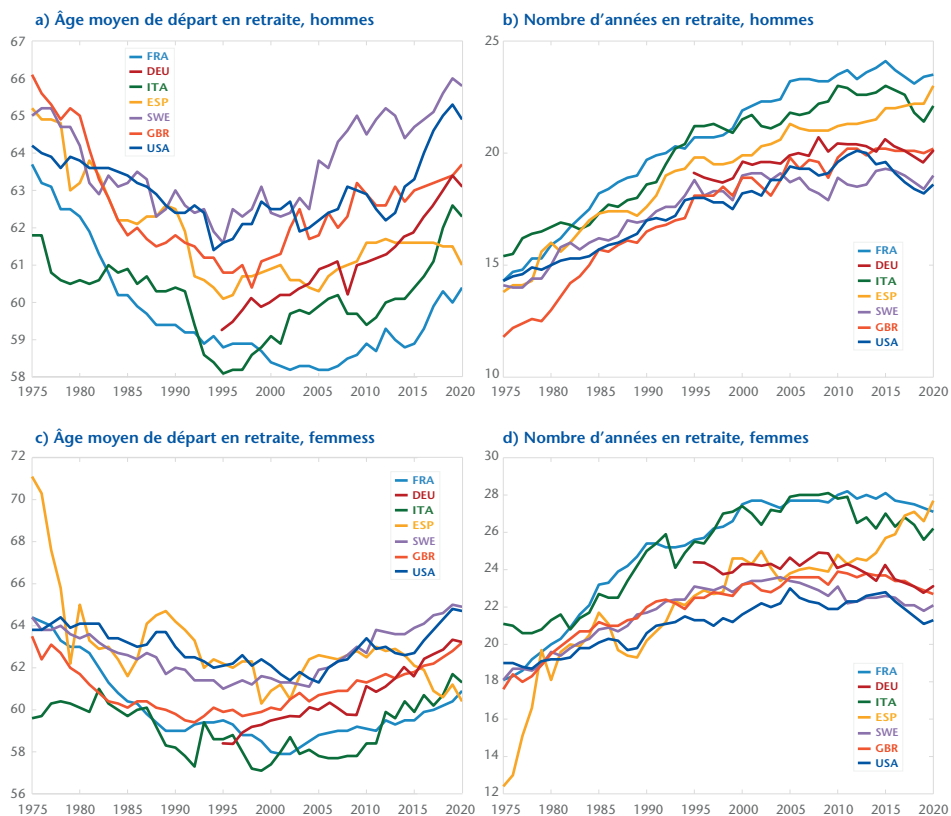 a) Âge moyen de départ en retraite, hommes
67
66
65
64
63
62
61
60
59
58
1975 1980 1985 1990 1995 2000 2005 2010 2015 2020
FRA
DEU
ITA
ESP
SWE
GBR
USA
b) Nombre d’années en retraite, hommes
25
20
15
10
1975 1980 1985 1990 1995 2000 2005 2010 2015 2020
FRA
DEU
ITA
ESP
SWE
GBR
USA
c) Âge moyen de départ en retraite, femmess
72
70
68
66
64
62
60
58
56
1975 1980 1985 1990 1995 2000 2005 2010 2015 2020
FRA
DEU
ITA
ESP
SWE
GBR
USA
d) Nombre d’années en retraite, femmes
30
28
26
24
22
20
18
16
14
12
1975 1980 1985 1990 1995 2000 2005 2010 2015 2020
FRA
DEU
ITA
ESP
SWE
GBR
USA